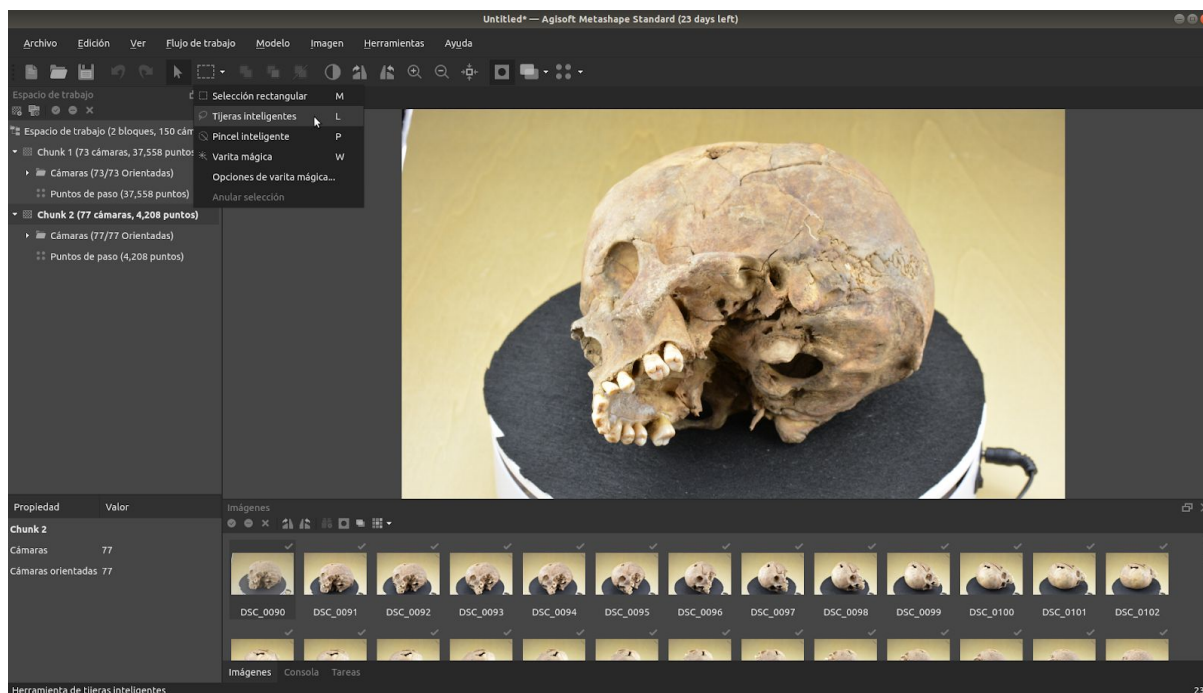 Untitled* — Agisoft Metashape Standard (23 days left)
Archivo Edición Ver Flujo de trabajo Modelo Imagen Herramientas Ayuda
Espacio de trabajo
Selección rectangular M
Tijeras inteligentes L
Pincel inteligente P
Varita mágica W
Opciones de varita mágica...
Anular selección
Espacio de trabajo (2 bloques, 150 cám
Chunk 1 (73 cámaras, 37,558 puntos
Cámaras (73/73 Orientadas)
Puntos de paso (37,558 puntos)
Chunk 2 (77 cámaras, 4,208 puntos)
Cámaras (77/77 Orientadas)
Puntos de paso (4,208 puntos)
Propiedad Valor
Chunk 2
Cámaras 77
Cámaras orientadas 77
Imágenes
DSC_0090 DSC_0091 DSC_0092 DSC_0093 DSC_0094 DSC_0095 DSC_0096 DSC_0097 DSC_0098 DSC_0099 DSC_0100 DSC_0101 DSC_0102
Imágenes Consola Tareas
Herramienta de tijeras inteligentes